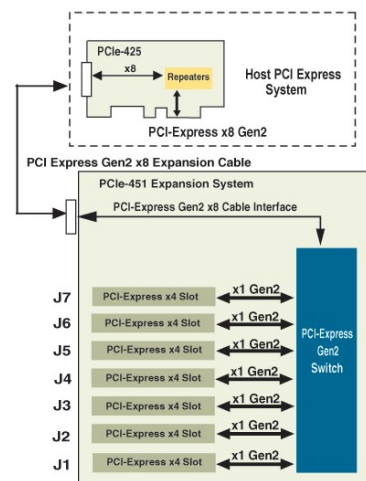 PCIe-425
x8
Repeaters
Host PCI Express
System
PCI-Express x8 Gen2
PCI Express Gen2 x8 Expansion Cable
PCIe-451 Expansion System
PCI-Express Gen2 x8 Cable Interface
J7 PCI-Express x4 Slot x1 Gen2
J6 PCI-Express x4 Slot x1 Gen2
J5 PCI-Express x4 Slot x1 Gen2
J4 PCI-Express x4 Slot x1 Gen2
J3 PCI-Express x4 Slot x1 Gen2
J2 PCI-Express x4 Slot x1 Gen2
J1 PCI-Express x4 Slot x1 Gen2
PCI-Express
Gen2
Switch